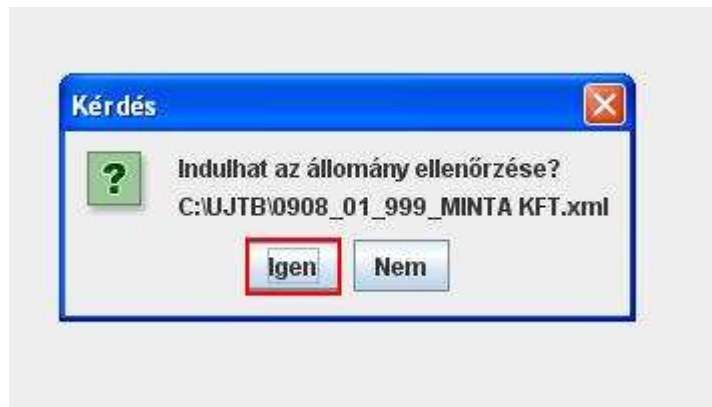 Kérdés
Indulhat az állomány ellenőrzése?
C:\UJTB\0908_01_999_MINTA KFT.xml
Igen Nem